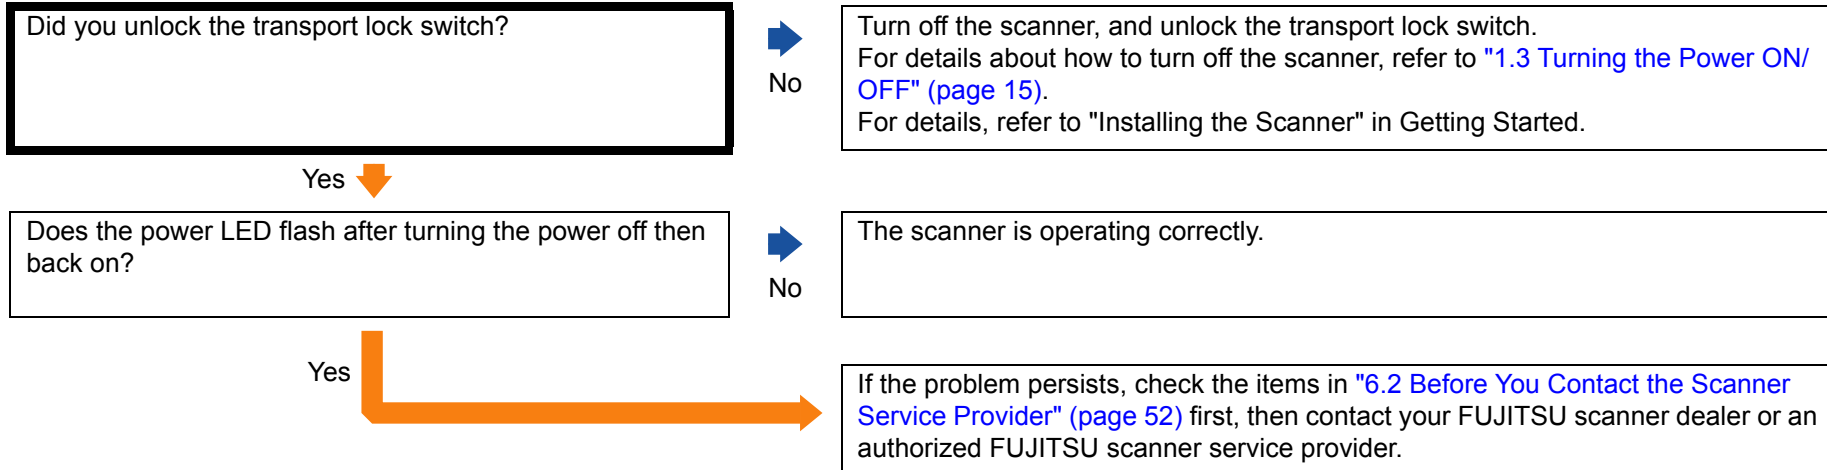 Did you unlock the transport lock switch?
No
Turn off the scanner, and unlock the transport lock switch.
For details about how to turn off the scanner, refer to "1.3 Turning the Power ON/
OFF" (page 15).
For details, refer to "Installing the Scanner" in Getting Started.
Yes
Does the power LED flash after turning the power off then
back on?
No
The scanner is operating correctly.
Yes
If the problem persists, check the items in "6.2 Before You Contact the Scanner
Service Provider" (page 52) first, then contact your FUJITSU scanner dealer or an
authorized FUJITSU scanner service provider.